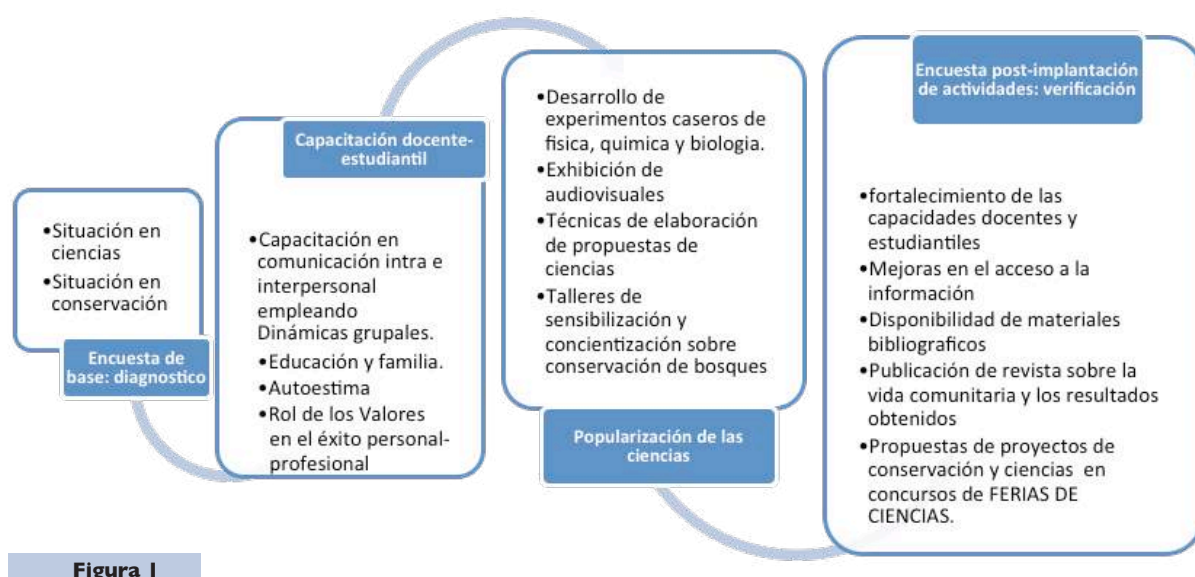 •Situación en
ciencias
•Situación en
conservación
Encuesta de
base: diagnostico
Capacitación docente-
estudiantil
•Capacitación en
comunicación intra e
interpersonal
empleando
Dinámicas grupales.
•Educación y familia.
•Autoestima
•Rol de los Valores
en el éxito personal-
profesional
•Desarrollo de
experimentos caseros de
fisica, quimica y biologia.
•Exhibición de
audiovisuales
•Técnicas de elaboración
de propuestas de
ciencias
•Talleres de
sensibilización y
concientización sobre
conservación de bosques
Popularización de las
ciencias
Encuesta post-implantación
de actividades: verificación
•fortalecimiento de las
capacidades docentes y
estudiantiles
•Mejoras en el acceso a la
información
•Disponibilidad de materiales
bibliograficos
•Publicación de revista sobre la
vida comunitaria y los resultados
obtenidos
•Propuestas de proyectos de
conservación y ciencias en
concursos de FERIAS DE
CIENCIAS.
Figura 1